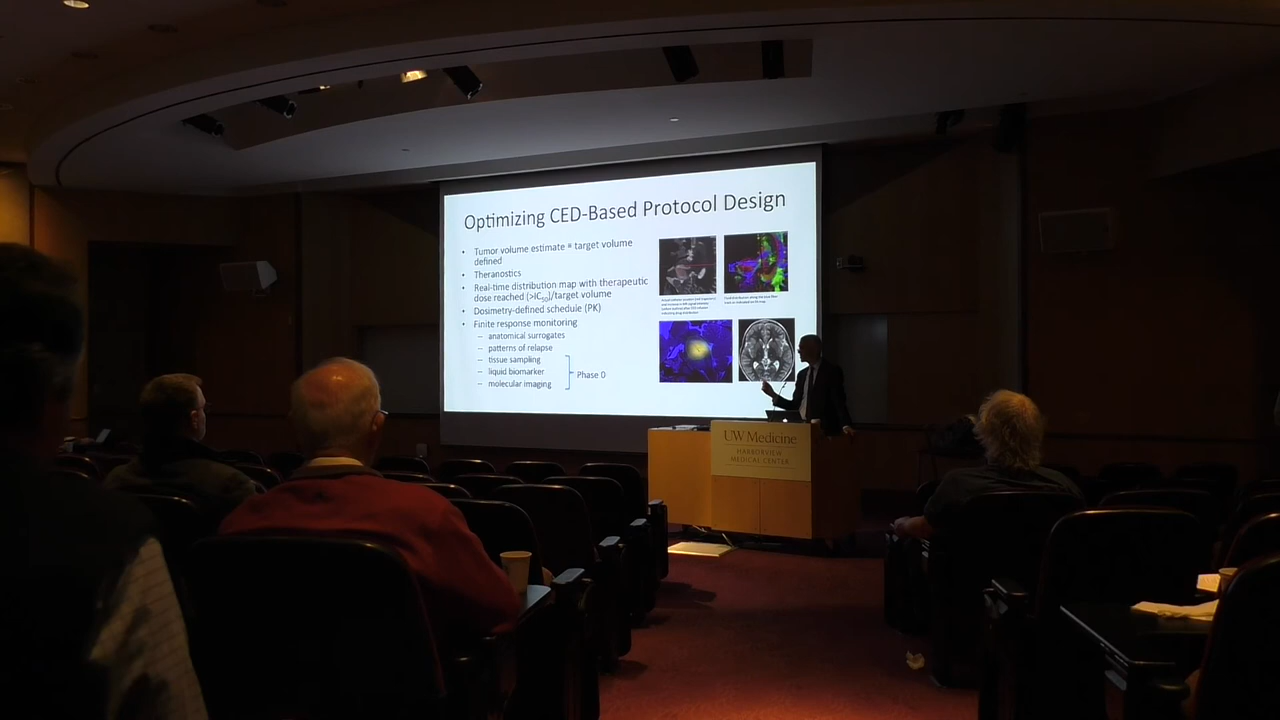 Optimizing CED-Based Protocol Design
• Tumor volume estimate ≅ target volume
defined
• Theranostics
• Real-time distribution map with therapeutic
dose reached (>IC50)/target volume
• Dosimetry-defined schedule (PK)
• Finite response monitoring
– anatomical surrogates
– patterns of relapse
– tissue sampling
– liquid biomarker
– molecular imaging
Phase 0
UW Medicine
HARBORVIEW
MEDICAL CENTER